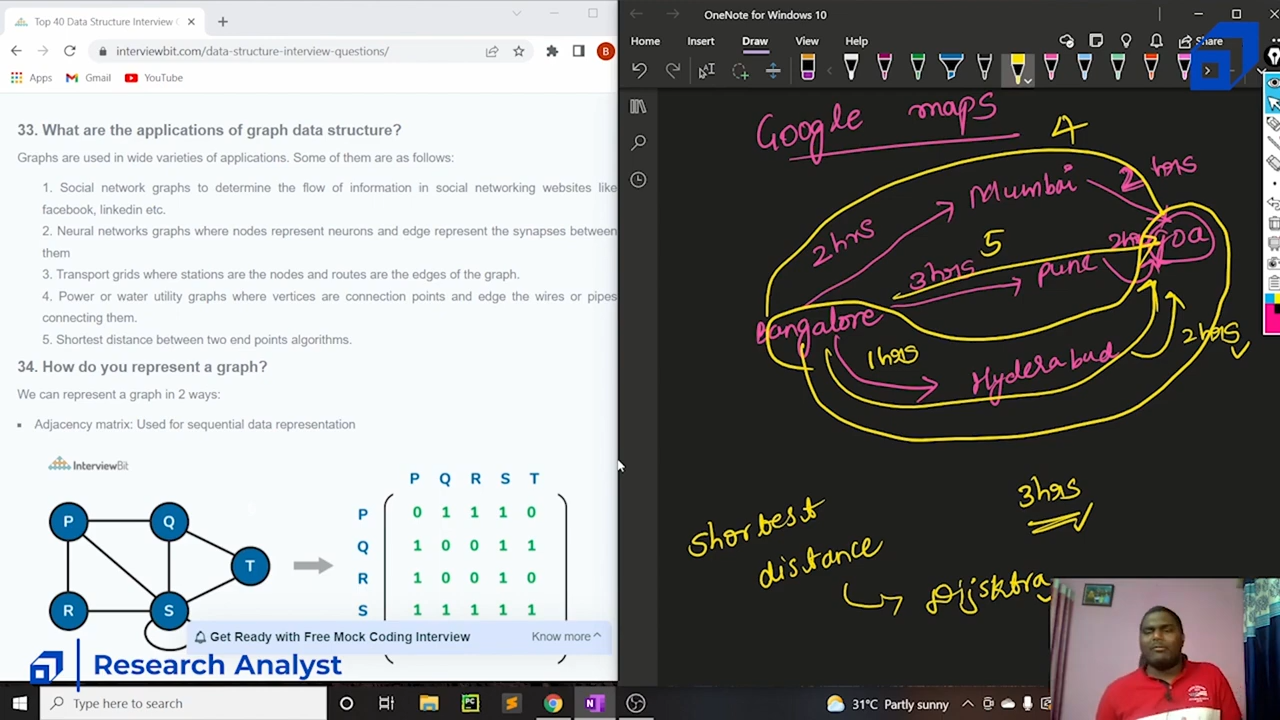 Top 40 Data Structure Interview
interviewbit.com/data-structure-interview-questions/
B
Apps
Gmail
YouTube
33. What are the applications of graph data structure?
Graphs are used in wide varieties of applications. Some of them are as follows:
1. Social network graphs to determine the flow of information in social networking websites like
facebook, linkedin etc.
2. Neural networks graphs where nodes represent neurons and edge represent the synapses between
them
3. Transport grids where stations are the nodes and routes are the edges of the graph.
4. Power or water utility graphs where vertices are connection points and edge the wires or pipes
connecting them.
5. Shortest distance between two end points algorithms.
34. How do you represent a graph?
We can represent a graph in 2 ways:
Adjacency matrix: Used for sequential data representation
InterviewBit
P Q R S T
P 0 1 1 1 0
Q 1 0 0 1 1
R 1 0 0 1 0
S 1 1 1 1 1
P
Q
T
R
S
Get Ready with Free Mock Coding Interview
Know more
Research Analyst
Type here to search
OneNote for Windows 10
Home Insert Draw View Help
Share
Google maps
4
Mumbai
2 hrs
2hrs
5
3hrs
Pune
2hrs
Goa
Bangalore
1hrs
Hyderabad
2hrs
3hrs
Shortest
distance
Dijsktra
31°C Partly sunny